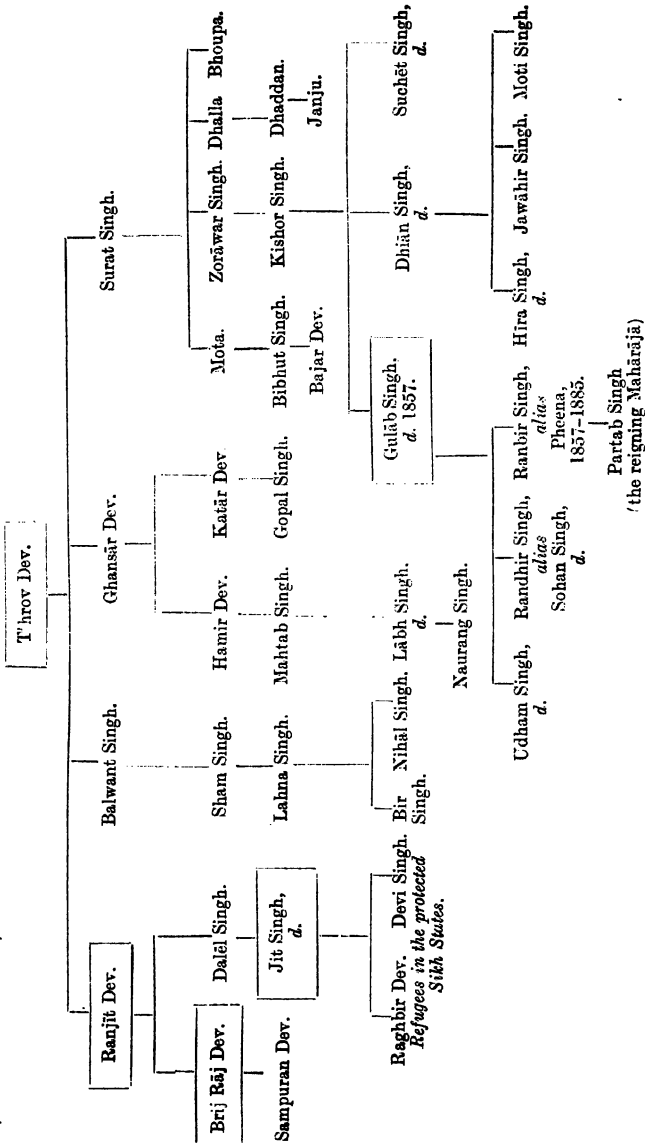 T'hrov Dev.
Ranjīt Dev.
Balwant Singh.
Ghansār Dev.
Surat Singh.
Brij Rāj Dev.
Dalēl Singh.
Sham Singh.
Hamir Dev.
Katār Dev.
Mota.
Zorāwar Singh.
Dhalla
Bhoupa.
Sampuran Dev.
Jit Singh,
d.
Lahna Singh.
Mahtab Singh.
Gopal Singh.
Bibhut Singh.
Kishor Singh.
Dhaddan.
Bajar Dev.
Janju.
Raghbir Dev.
Devi Singh.
Refugees in the protected
Sikh States.
Bir
Singh.
Nihāl Singh.
Lābh Singh.
d.
Gulāb Singh,
d. 1857.
Dhiān Singh,
d.
Suchēt Singh,
d.
Naurang Singh.
Udham Singh,
d.
Randhir Singh,
alias
Sohan Singh,
d.
Ranbir Singh,
alias
Pheena,
1857-1885.
Hīra Singh,
d.
Jawāhir Singh.
Moti Singh.
Partab Singh
(the reigning Mahārājā)